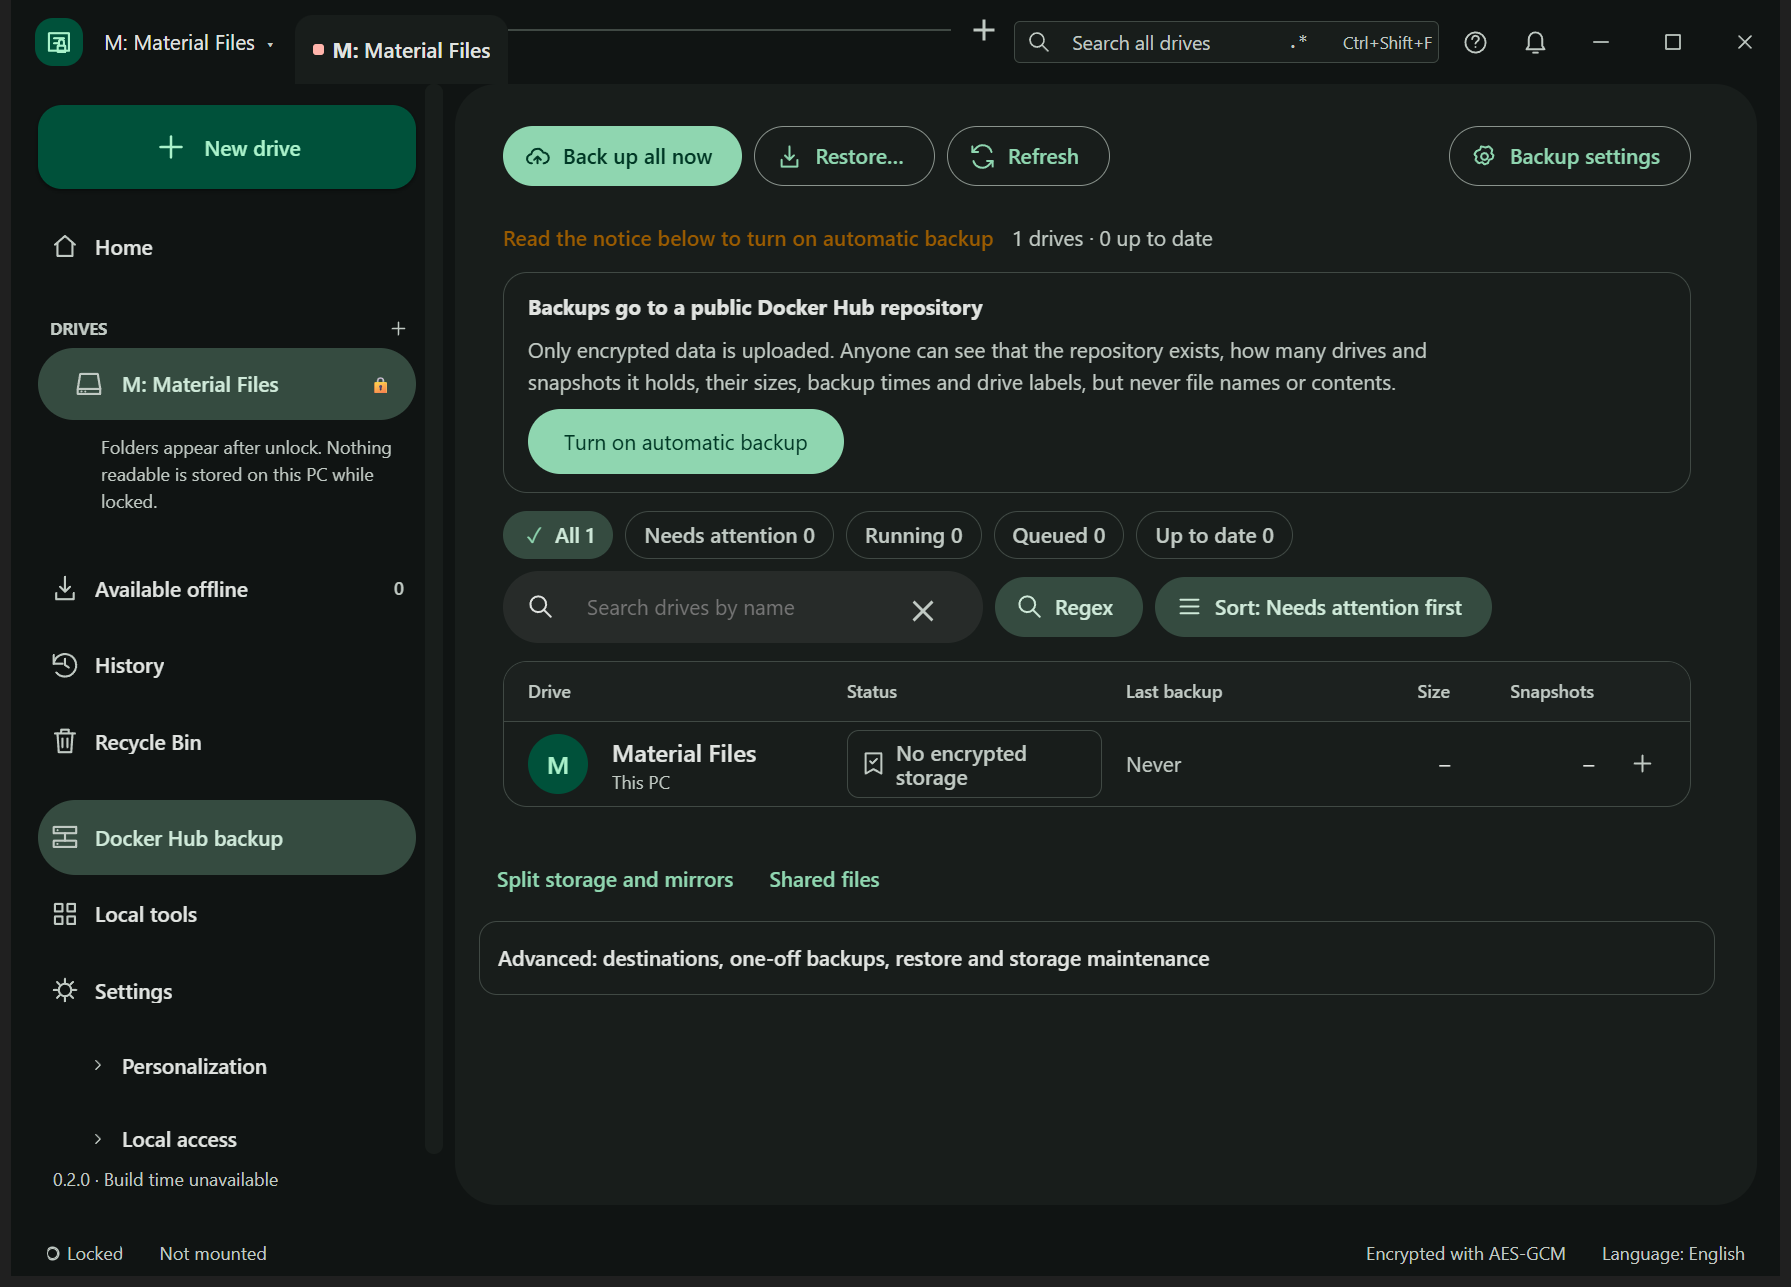 M: Material Files
M: Material Files
Search all drives .* Ctrl+Shift+F
New drive
Home
DRIVES
M: Material Files
Folders appear after unlock. Nothing
readable is stored on this PC while
locked.
Available offline 0
History
Recycle Bin
Docker Hub backup
Local tools
Settings
Personalization
Local access
0.2.0 · Build time unavailable
Back up all now
Restore...
Refresh
Backup settings
Read the notice below to turn on automatic backup 1 drives · 0 up to date
Backups go to a public Docker Hub repository
Only encrypted data is uploaded. Anyone can see that the repository exists, how many drives and
snapshots it holds, their sizes, backup times and drive labels, but never file names or contents.
Turn on automatic backup
All 1
Needs attention 0
Running 0
Queued 0
Up to date 0
Search drives by name
Regex
Sort: Needs attention first
Drive Status Last backup Size Snapshots
M
Material Files
This PC
No encrypted
storage
Never – –
Split storage and mirrors
Shared files
Advanced: destinations, one-off backups, restore and storage maintenance
Locked Not mounted
Encrypted with AES-GCM Language: English